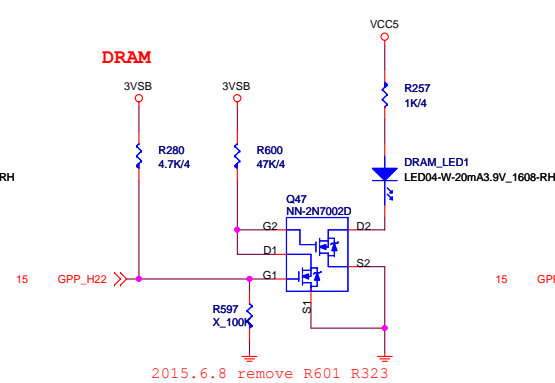 VCC5
DRAM
3VSB
3VSB
R257
1K/4
R280
4.7K/4
R600
47K/4
DRAM_LED1
LED04-W-20mA3.9V_1608-RH
RH
Q47
NN-2N7002D
G2
D2
D1
S2
15
GPP_H22
G1
15
GPP
R597
X_100K
S1
2015.6.8 remove R601 R323